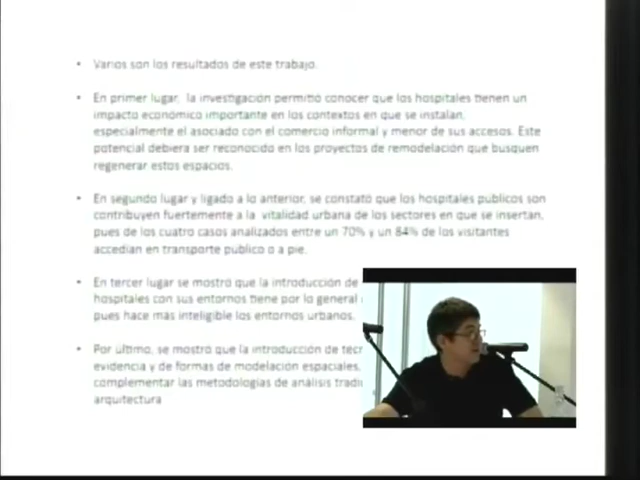 Varios son los resultados de este trabajo.
En primer lugar, la investigación permitió conocer que los hospitales tienen un
impacto económico importante en los contextos en que se instalan,
especialmente el asociado con el comercio informal y menor de sus accesos. Este
potencial debiera ser reconocido en los proyectos de remodelación que busquen
regenerar estos espacios.
En segundo lugar y ligado a lo anterior, se constató que los hospitales públicos son
contribuyen fuertemente a la vitalidad urbana de los sectores en que se insertan,
pues de los cuatro casos analizados entre un 70% y un 84% de los visitantes
accedían en transporte público o a pie.
En tercer lugar se mostró que la introducción de
hospitales con sus entornos tiene por lo general
pues hace más inteligible los entornos urbanos.
Por último, se mostró que la introducción de
evidencia y de formas de modelación espaciales,
complementar las metodologías de análisis
arquitectura